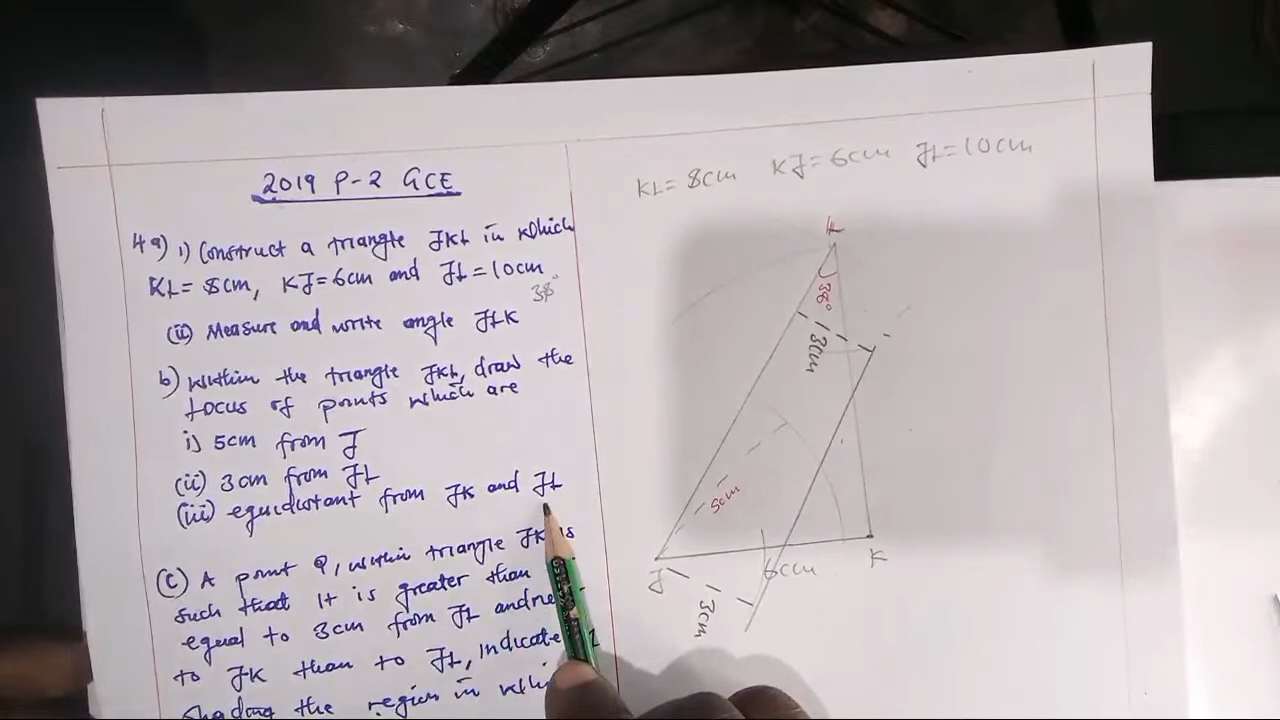 2019 P-2 GCE
4a) i) Construct a triangle JKL in which
KL = 8cm, KJ = 6cm and JL = 10cm
38°
(ii) Measure and write angle JLK
b) Within the triangle JKL, draw the
locus of points which are
i) 5cm from J
(ii) 3cm from JL
(iii) equidistant from JK and JL
(c) A point Q, within triangle JK is
such that it is greater than
equal to 3cm from JL and
to JK than to JL, indicate
shading the region in
KL = 8cm KJ = 6cm JL = 10cm
L
38°
3cm
5cm
J
6cm
K
3cm